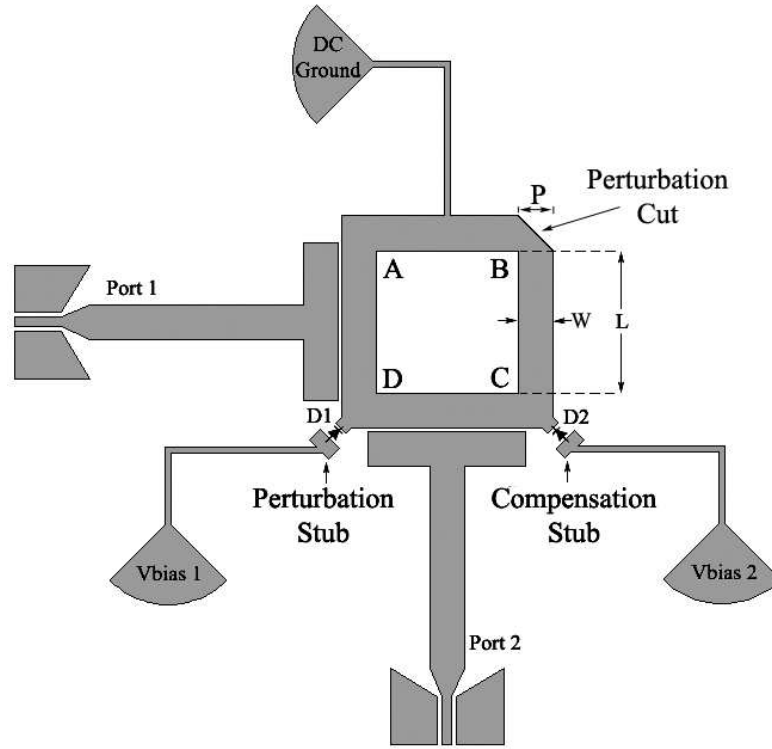 DC
Ground
P
Perturbation
Cut
Port 1
A
B
W
L
D
C
D1
D2
Perturbation
Stub
Compensation
Stub
Vbias 1
Vbias 2
Port 2